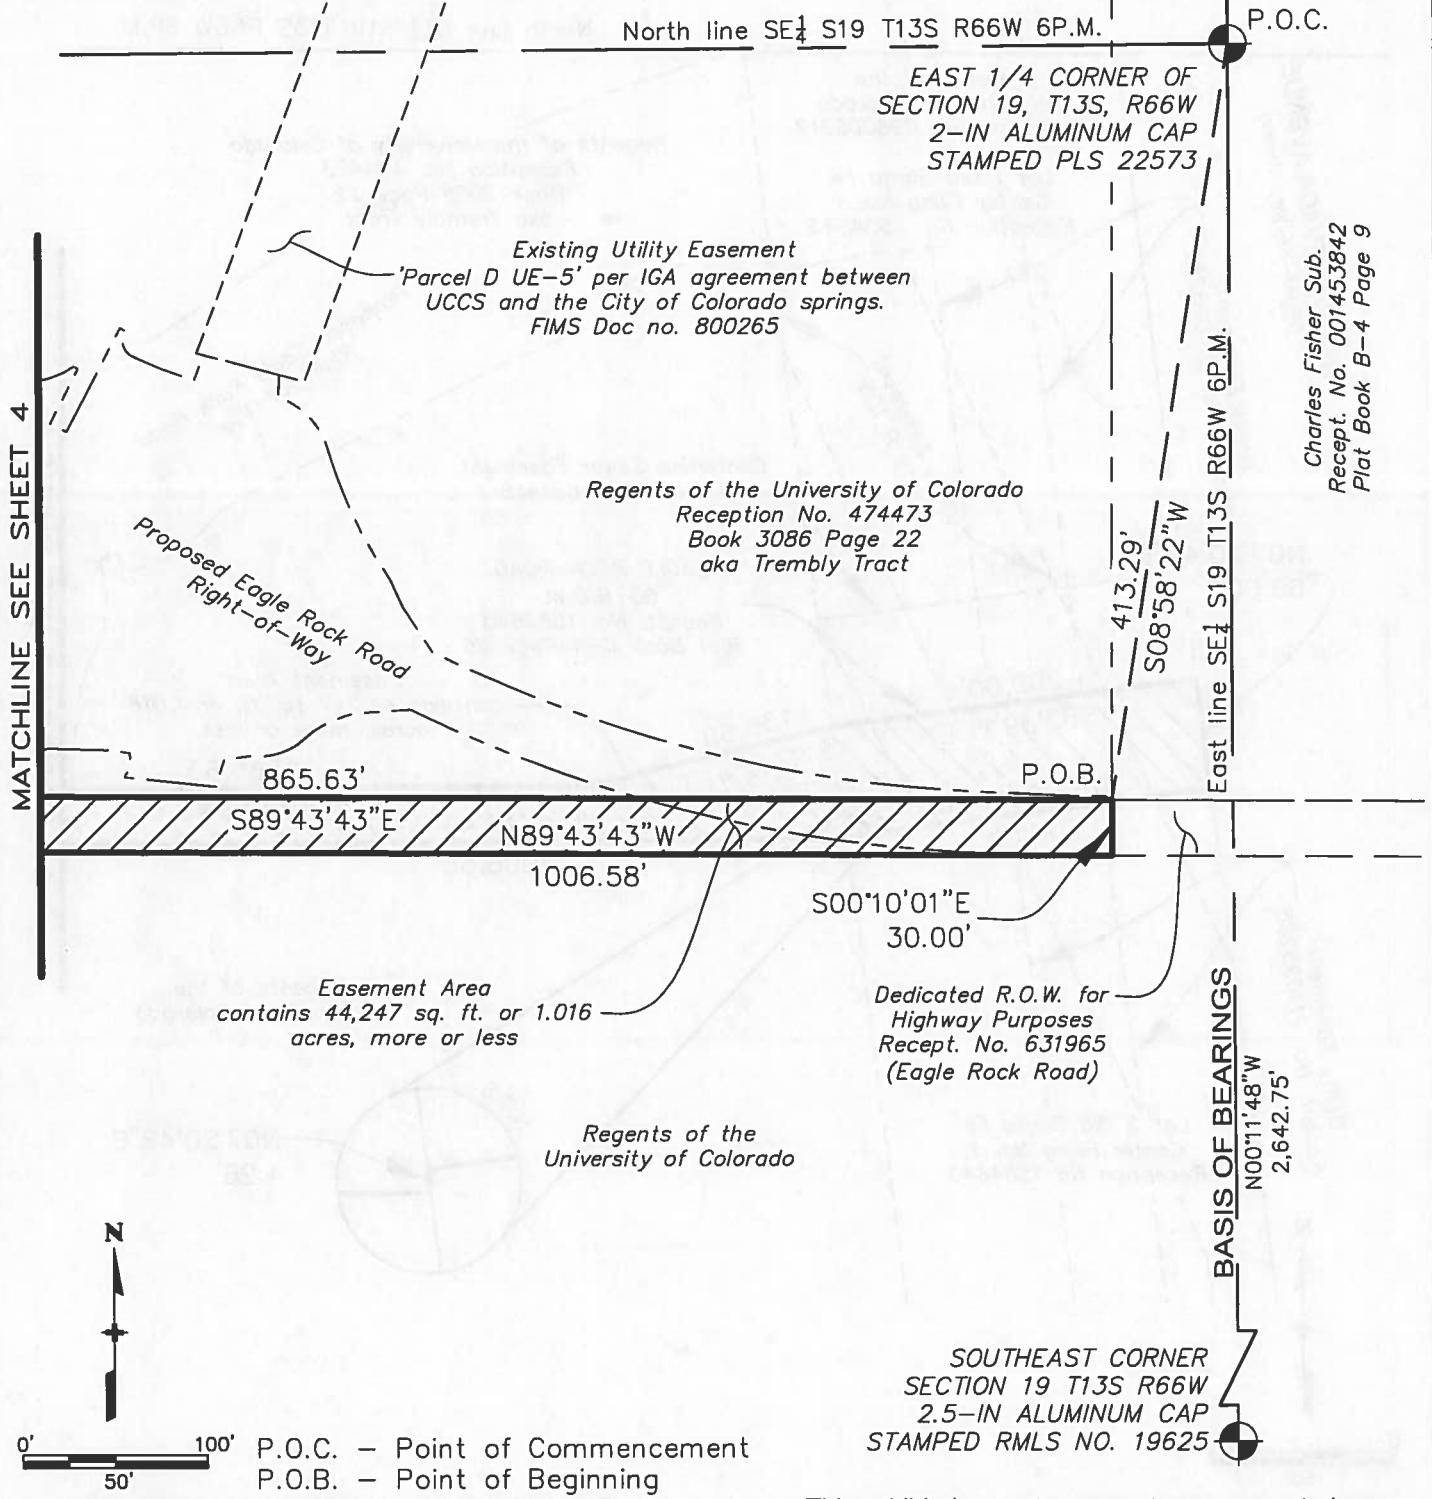 North line SE¼ S19 T13S R66W 6P.M.
P.O.C.
EAST 1/4 CORNER OF
SECTION 19, T13S, R66W
2-IN ALUMINUM CAP
STAMPED PLS 22573
Existing Utility Easement
'Parcel D UE-5' per IGA agreement between
UCCS and the City of Colorado springs.
FIMS Doc no. 800265
Charles Fisher Sub.
Recept. No. 001453842
Plat Book B-4 Page 9
MATCHLINE SEE SHEET 4
Regents of the University of Colorado
Reception No. 474473
Book 3086 Page 22
aka Trembly Tract
Proposed Eagle Rock Road
Right-of-Way
413.29'
S08°58'22"W
East line SE¼ S19 T13S R66W 6P.M.
P.O.B.
865.63'
S89°43'43"E
N89°43'43"W
1006.58'
S00°10'01"E
30.00'
Easement Area
contains 44,247 sq. ft. or 1.016
acres, more or less
Dedicated R.O.W. for
Highway Purposes
Recept. No. 631965
(Eagle Rock Road)
Regents of the
University of Colorado
BASIS OF BEARINGS
N00°11'48"W
2,642.75'
N
SOUTHEAST CORNER
SECTION 19 T13S R66W
2.5-IN ALUMINUM CAP
STAMPED RMLS NO. 19625
0' 100'
50'
P.O.C. - Point of Commencement
P.O.B. - Point of Beginning